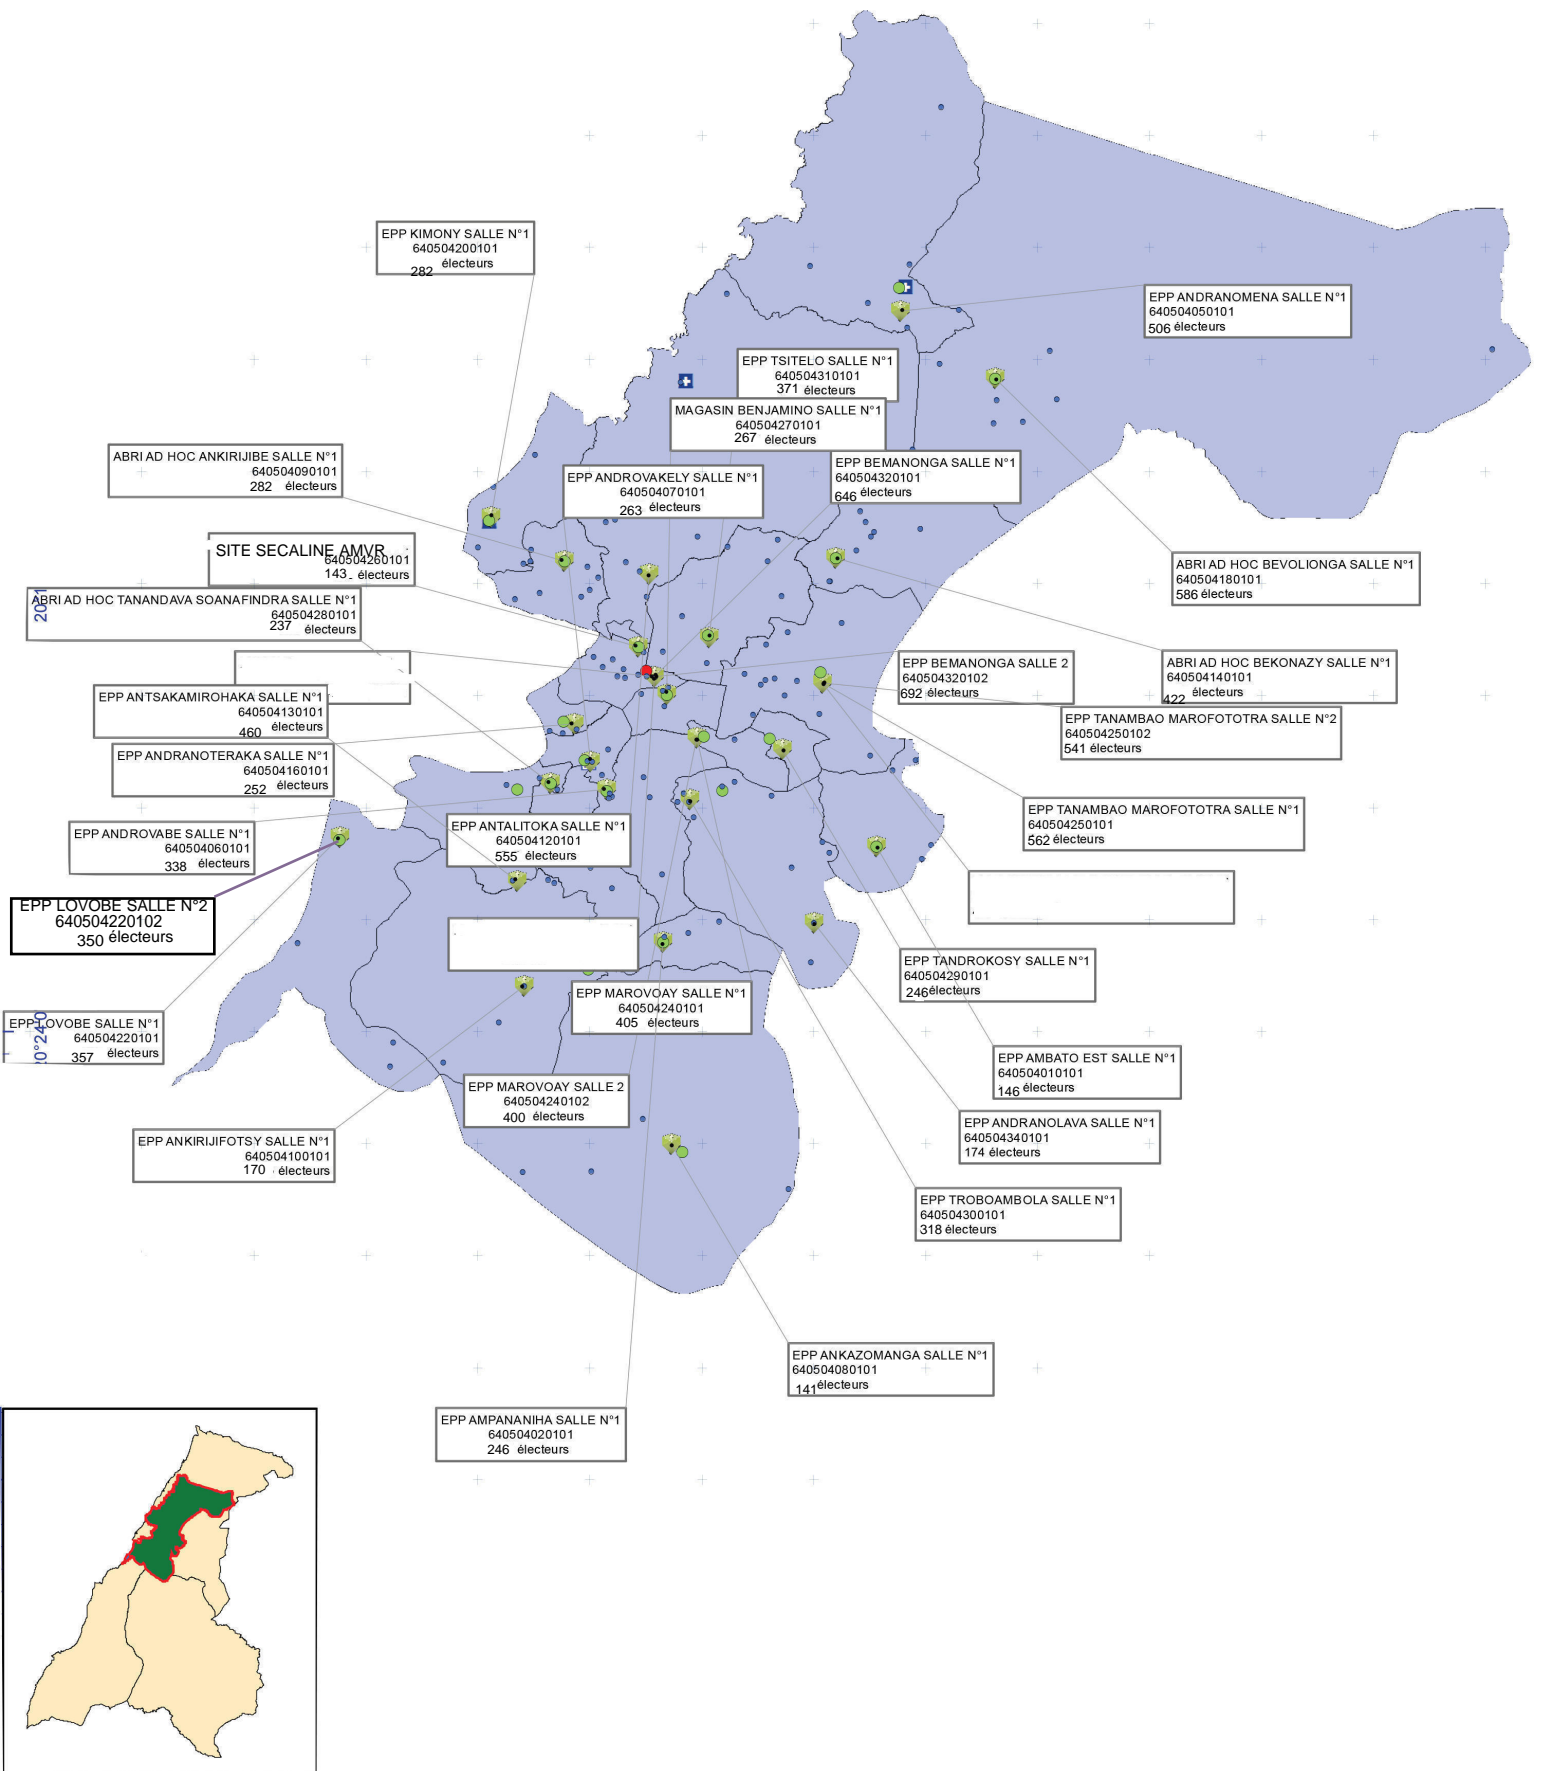 EPP KIMONY SALLE N°1
640504200101
282 électeurs
EPP ANDRANOMENA SALLE N°1
640504050101
506 électeurs
EPP TSITELO SALLE N°1
640504310101
371 électeurs
MAGASIN BENJAMINO SALLE N°1
640504270101
267 électeurs
ABRI AD HOC ANKIRIJIBE SALLE N°1
640504090101
282 électeurs
EPP ANDROVAKELY SALLE N°1
640504070101
263 électeurs
EPP BEMANONGA SALLE N°1
640504320101
646 électeurs
SITE SECALINE AMVR
640504260101
143 électeurs
ABRI AD HOC BEVOLIONGA SALLE N°1
640504180101
586 électeurs
ABRI AD HOC TANANDAVA SOANAFINDRA SALLE N°1
640504280101
237 électeurs
EPP BEMANONGA SALLE 2
640504320102
692 électeurs
ABRI AD HOC BEKONAZY SALLE N°1
640504140101
422 électeurs
EPP ANTSAKAMIROHAKA SALLE N°1
640504130101
460 électeurs
EPP TANAMBAO MAROFOTOTRA SALLE N°2
640504250102
541 électeurs
EPP ANDRANOTERAKA SALLE N°1
640504160101
252 électeurs
EPP TANAMBAO MAROFOTOTRA SALLE N°1
640504250101
562 électeurs
EPP ANDROVABE SALLE N°1
640504060101
338 électeurs
EPP ANTALITOKA SALLE N°1
640504120101
555 électeurs
EPP LOVOBE SALLE N°2
640504220102
350 électeurs
EPP TANDROKOSY SALLE N°1
640504290101
246 électeurs
EPP MAROVOAY SALLE N°1
640504240101
405 électeurs
EPP LOVOBE SALLE N°1
640504220101
357 électeurs
EPP AMBATO EST SALLE N°1
640504010101
146 électeurs
EPP MAROVOAY SALLE 2
640504240102
400 électeurs
EPP ANDRANOLAVA SALLE N°1
640504340101
174 électeurs
EPP ANKIRIJIFOTSY SALLE N°1
640504100101
170 électeurs
EPP TROBOAMBOLA SALLE N°1
640504300101
318 électeurs
EPP ANKAZOMANGA SALLE N°1
640504080101
141 électeurs
EPP AMPANANIHA SALLE N°1
640504020101
246 électeurs